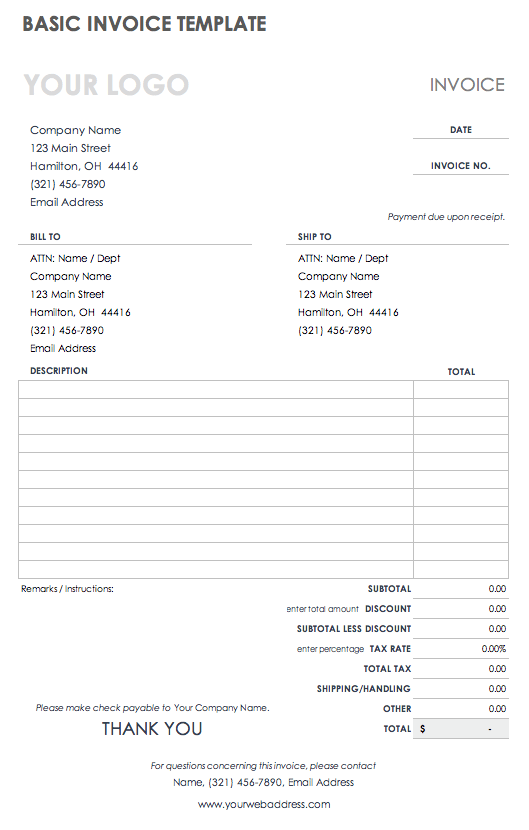 BASIC INVOICE TEMPLATE
YOUR LOGO
INVOICE
Company Name
123 Main Street
Hamilton, OH  44416
(321) 456-7890
Email Address
DATE
INVOICE NO.
Payment due upon receipt.
BILL TO
ATTN: Name / Dept
Company Name
123 Main Street
Hamilton, OH  44416
(321) 456-7890
Email Address
SHIP TO
ATTN: Name / Dept
Company Name
123 Main Street
Hamilton, OH  44416
(321) 456-7890
DESCRIPTION TOTAL
Remarks / Instructions:
SUBTOTAL 0.00
enter total amount DISCOUNT 0.00
SUBTOTAL LESS DISCOUNT 0.00
enter percentage TAX RATE 0.00%
TOTAL TAX 0.00
SHIPPING/HANDLING 0.00
Please make check payable to Your Company Name.
OTHER 0.00
THANK YOU
TOTAL $ -
For questions concerning this invoice, please contact
Name, (321) 456-7890, Email Address
www.yourwebaddress.com